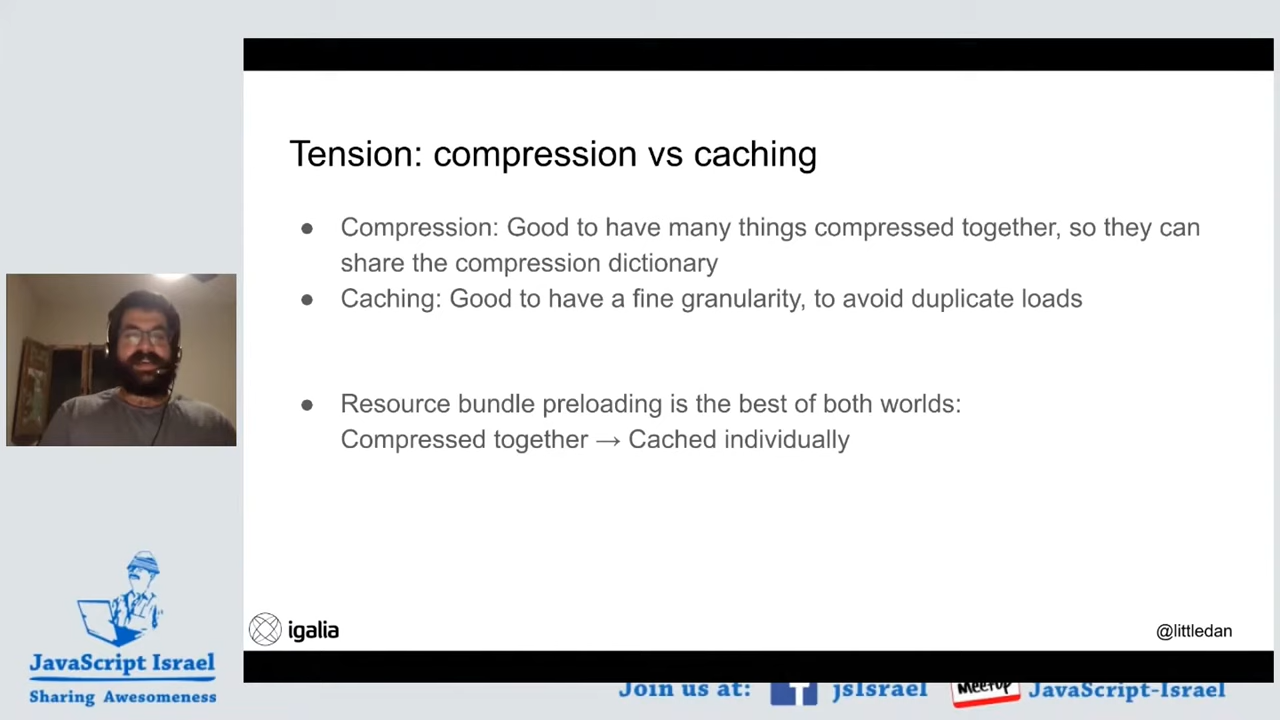 Tension: compression vs caching
● Compression: Good to have many things compressed together, so they can
share the compression dictionary
● Caching: Good to have a fine granularity, to avoid duplicate loads
● Resource bundle preloading is the best of both worlds:
Compressed together → Cached individually
igalia
@littledan
JavaScript Israel
Sharing Awesomeness
Join us at: f jsIsrael Meetup JavaScript-Israel